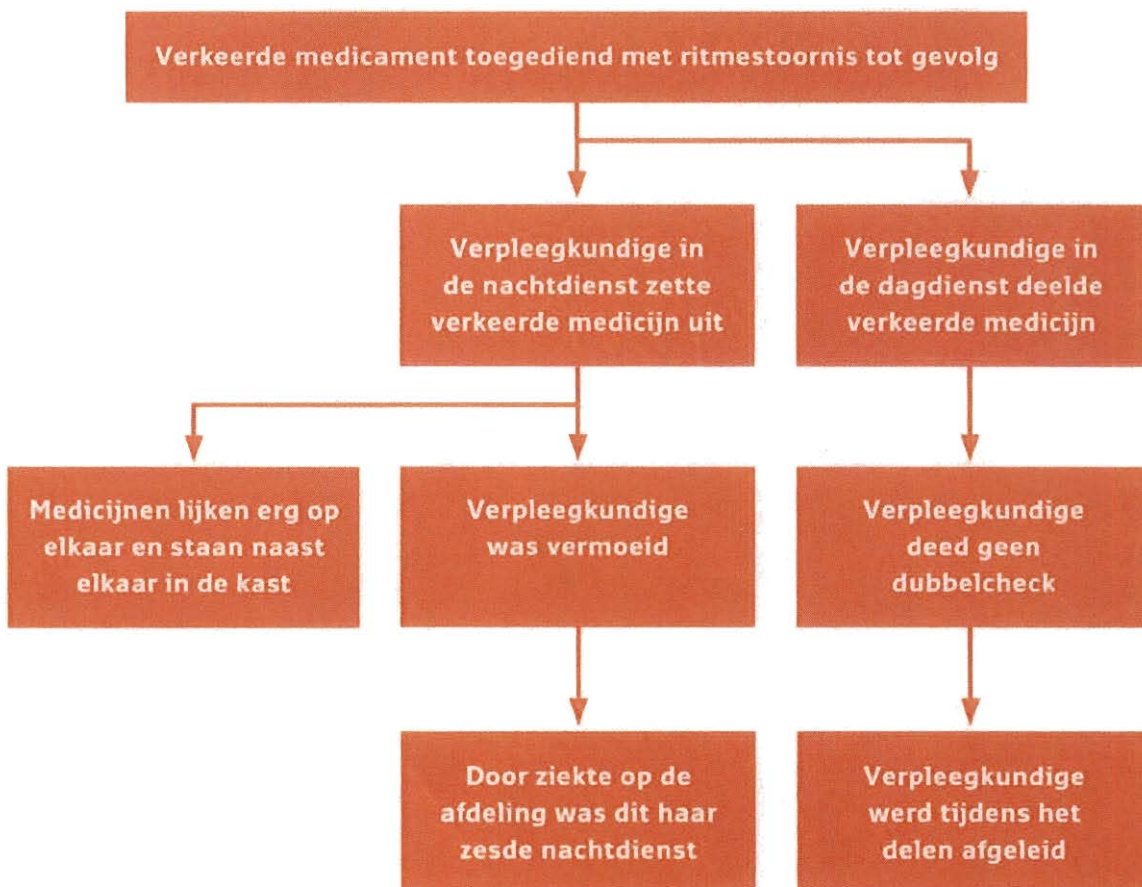 Verkeerde medicament toegediend met ritmestoornis tot gevolg
Verpleegkundige in
de nachtdienst zette
verkeerde medicijn uit
Verpleegkundige in
de dagdienst deelde
verkeerde medicijn
Medicijnen lijken erg op
elkaar en staan naast
elkaar in de kast
Verpleegkundige
was vermoeid
Verpleegkundige
deed geen
dubbelcheck
Door ziekte op de
afdeling was dit haar
zesde nachtdienst
Verpleegkundige
werd tijdens het
delen afgeleid